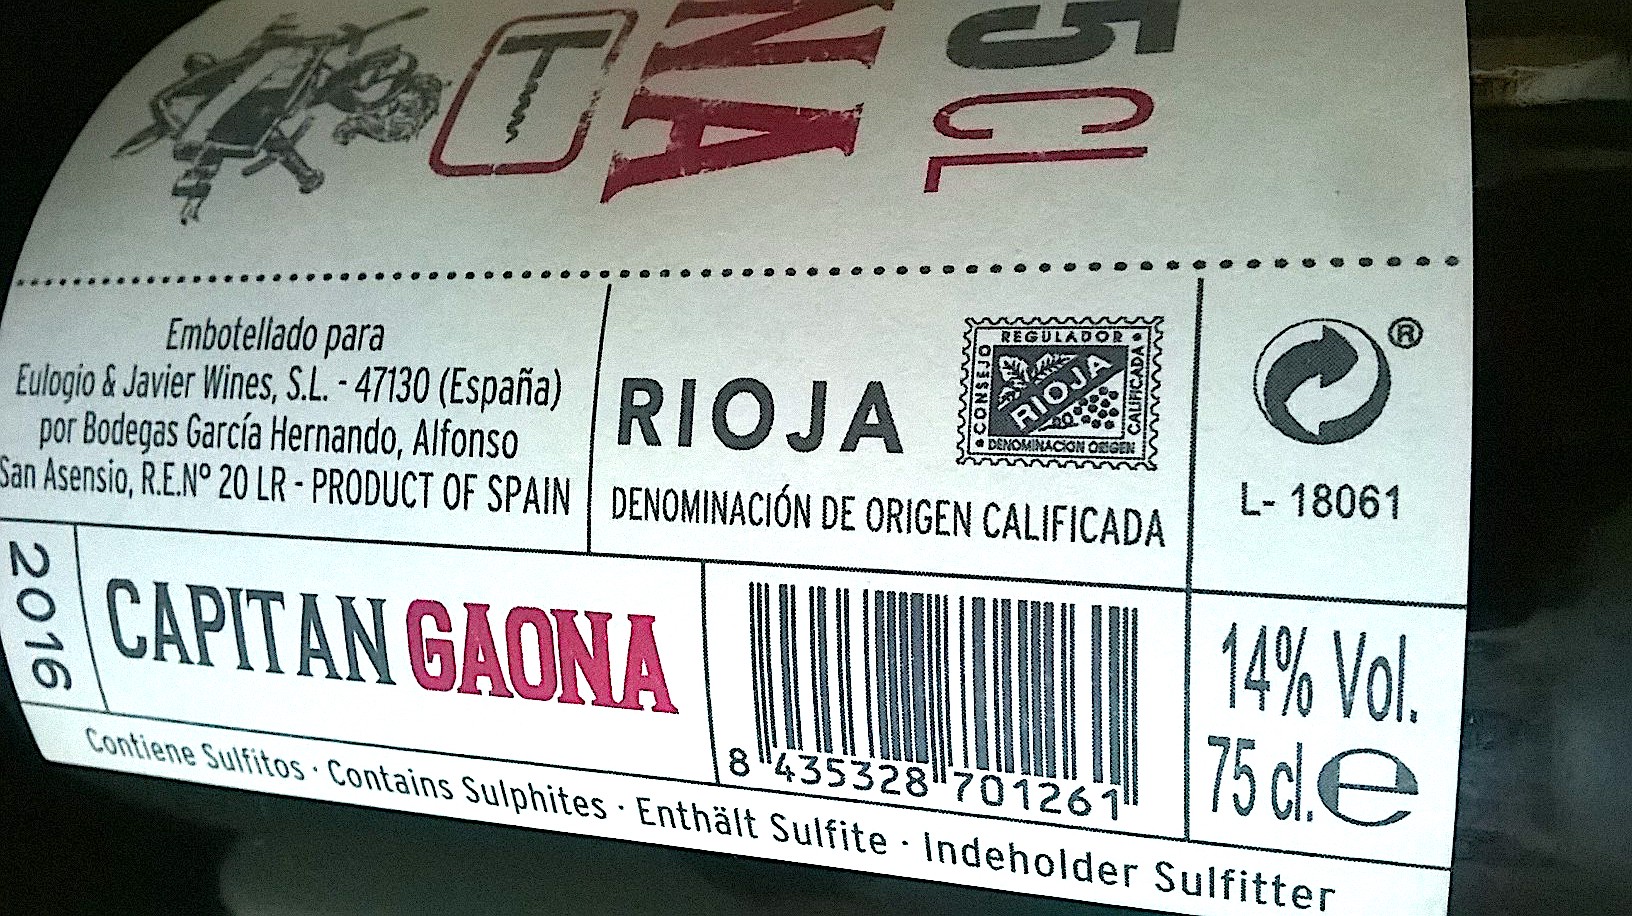 NA
5CL
Embotellado para
Eulogio & Javier Wines, S.L. - 47130 (España)
por Bodegas García Hernando, Alfonso
San Asensio, R.E.Nº 20 LR - PRODUCT OF SPAIN
RIOJA
CONSEJO REGULADOR
RIOJA
CALIFICADA
DENOMINACION ORIGEN
DENOMINACIÓN DE ORIGEN CALIFICADA
®
L- 18061
2016
CAPITAN GAONA
8 435328 701261
14% Vol.
75 cl. e
Contiene Sulfitos · Contains Sulphites · Enthält Sulfite · Indeholder Sulfitter